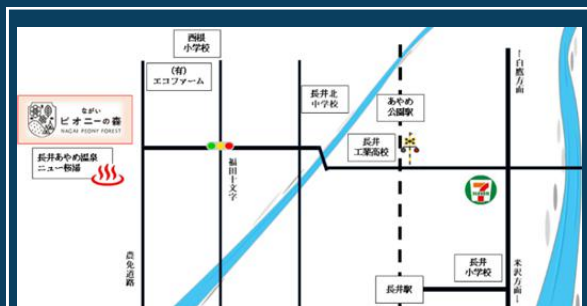 西根
小学校
(有)
エコファーム
↑白鷹方面
長井北
中学校
あやめ
公園駅
ながい
ピオニーの森
NAGAI PEONY FOREST
長井
工業高校
長井あやめ温泉
ニュー桜湯
福田十文字
7
ELEVEN
農免道路
長井
小学校
米沢方面
長井駅